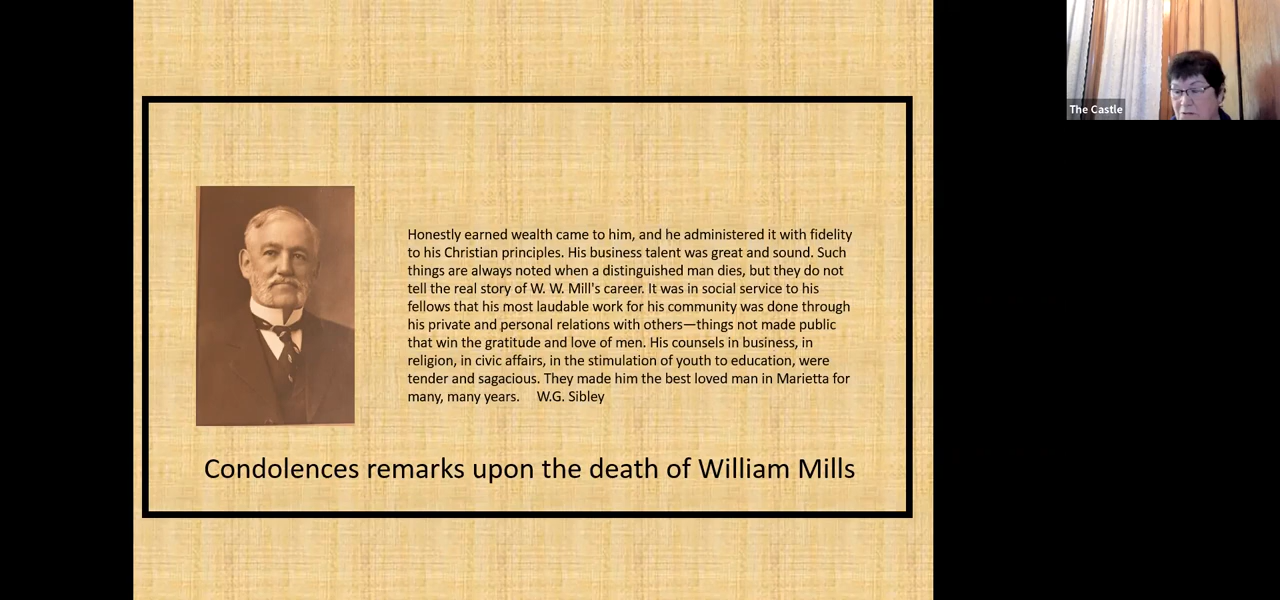 Honestly earned wealth came to him, and he administered it with fidelity
to his Christian principles. His business talent was great and sound. Such
things are always noted when a distinguished man dies, but they do not
tell the real story of W. W. Mill's career. It was in social service to his
fellows that his most laudable work for his community was done through
his private and personal relations with others—things not made public
that win the gratitude and love of men. His counsels in business, in
religion, in civic affairs, in the stimulation of youth to education, were
tender and sagacious. They made him the best loved man in Marietta for
many, many years. W.G. Sibley
Condolences remarks upon the death of William Mills
The Castle